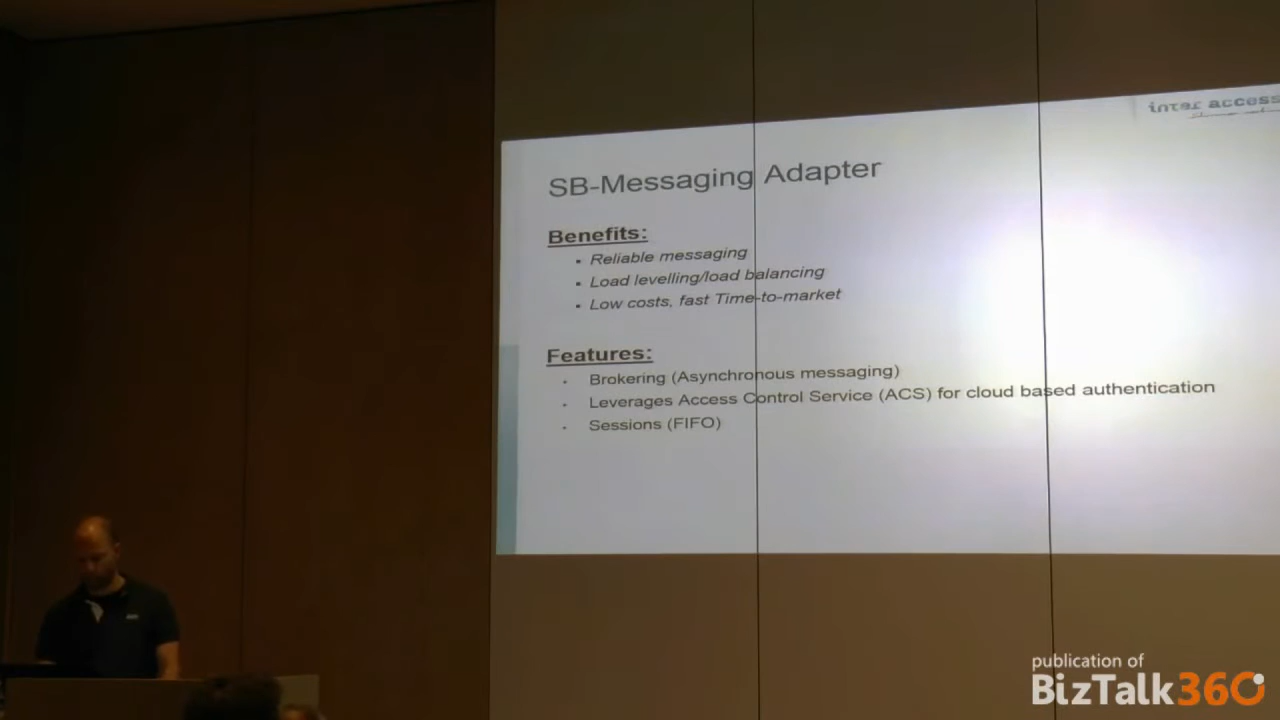 inter access
SB-Messaging Adapter
Benefits:
▪ Reliable messaging
▪ Load levelling/load balancing
▪ Low costs, fast Time-to-market
Features:
• Brokering (Asynchronous messaging)
• Leverages Access Control Service (ACS) for cloud based authentication
• Sessions (FIFO)
publication of
BizTalk360